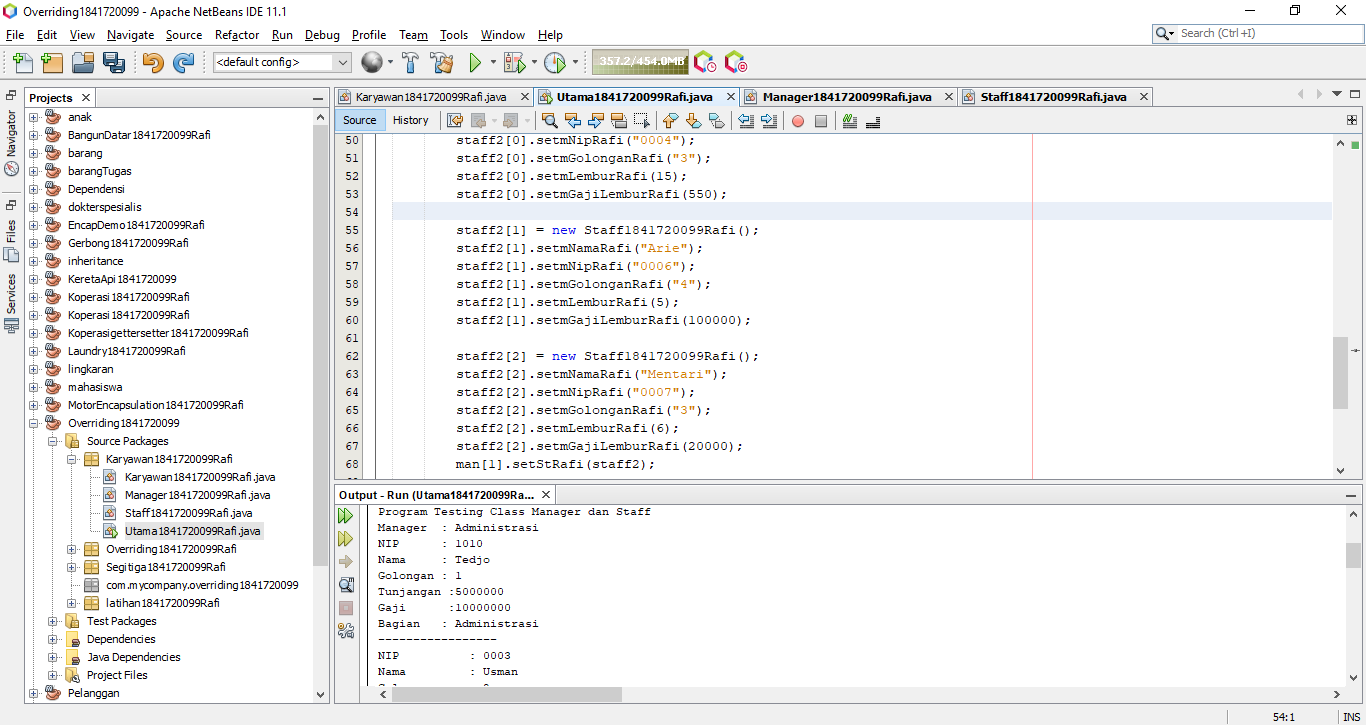 Overriding1841720099 - Apache NetBeans IDE 11.1
File Edit View Navigate Source Refactor Run Debug Profile Team Tools Window Help
Search (Ctrl+I)
<default config>
357.2/454.0MB
Navigator
Files
Services
Projects
anak
BangunDatar1841720099Rafi
barang
barangTugas
Dependensi
dokterspesialis
EncapDemo1841720099Rafi
Gerbong1841720099Rafi
inheritance
KeretaApi1841720099
Koperasi1841720099Rafi
Koperasi1841720099Rafi
Koperasigettersetter1841720099Rafi
Laundry1841720099Rafi
lingkaran
mahasiswa
MotorEncapsulation1841720099Rafi
Overriding1841720099
Source Packages
Karyawan1841720099Rafi
Karyawan1841720099Rafi.java
Manager1841720099Rafi.java
Staff1841720099Rafi.java
Utama1841720099Rafi.java
Overriding1841720099Rafi
Segitiga1841720099Rafi
com.mycompany.overriding1841720099
latihan1841720099Rafi
Test Packages
Dependencies
Java Dependencies
Project Files
Pelanggan
Karyawan1841720099Rafi.java Utama1841720099Rafi.java Manager1841720099Rafi.java Staff1841720099Rafi.java
Source History
50 staff2[0].setmNipRafi("0004");
51 staff2[0].setmGolonganRafi("3");
52 staff2[0].setmLemburRafi(15);
53 staff2[0].setmGajiLemburRafi(550);
54
55 staff2[1] = new Staff1841720099Rafi();
56 staff2[1].setmNamaRafi("Arie");
57 staff2[1].setmNipRafi("0006");
58 staff2[1].setmGolonganRafi("4");
59 staff2[1].setmLemburRafi(5);
60 staff2[1].setmGajiLemburRafi(100000);
61
62 staff2[2] = new Staff1841720099Rafi();
63 staff2[2].setmNamaRafi("Mentari");
64 staff2[2].setmNipRafi("0007");
65 staff2[2].setmGolonganRafi("3");
66 staff2[2].setmLemburRafi(6);
67 staff2[2].setmGajiLemburRafi(20000);
68 man[1].setStRafi(staff2);
Output - Run (Utama1841720099Ra...
Program Testing Class Manager dan Staff
Manager : Administrasi
NIP : 1010
Nama : Tedjo
Golongan : 1
Tunjangan :5000000
Gaji :10000000
Bagian : Administrasi
-----------------
NIP : 0003
Nama : Usman
54:1 INS